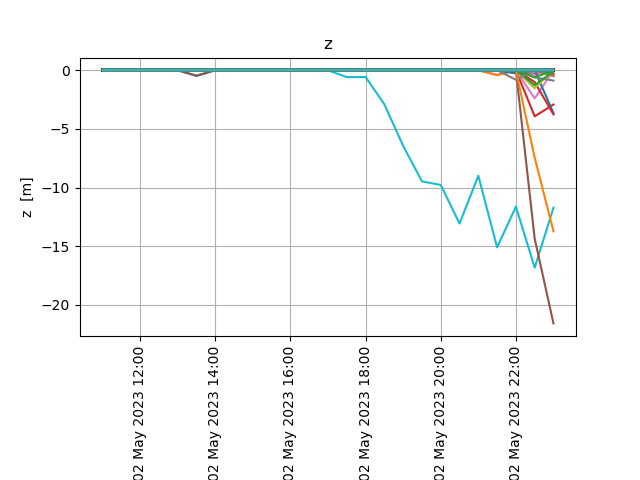 z
0
−5
−10
−15
−20
z [m]
02 May 2023 12:00
02 May 2023 14:00
02 May 2023 16:00
02 May 2023 18:00
02 May 2023 20:00
02 May 2023 22:00